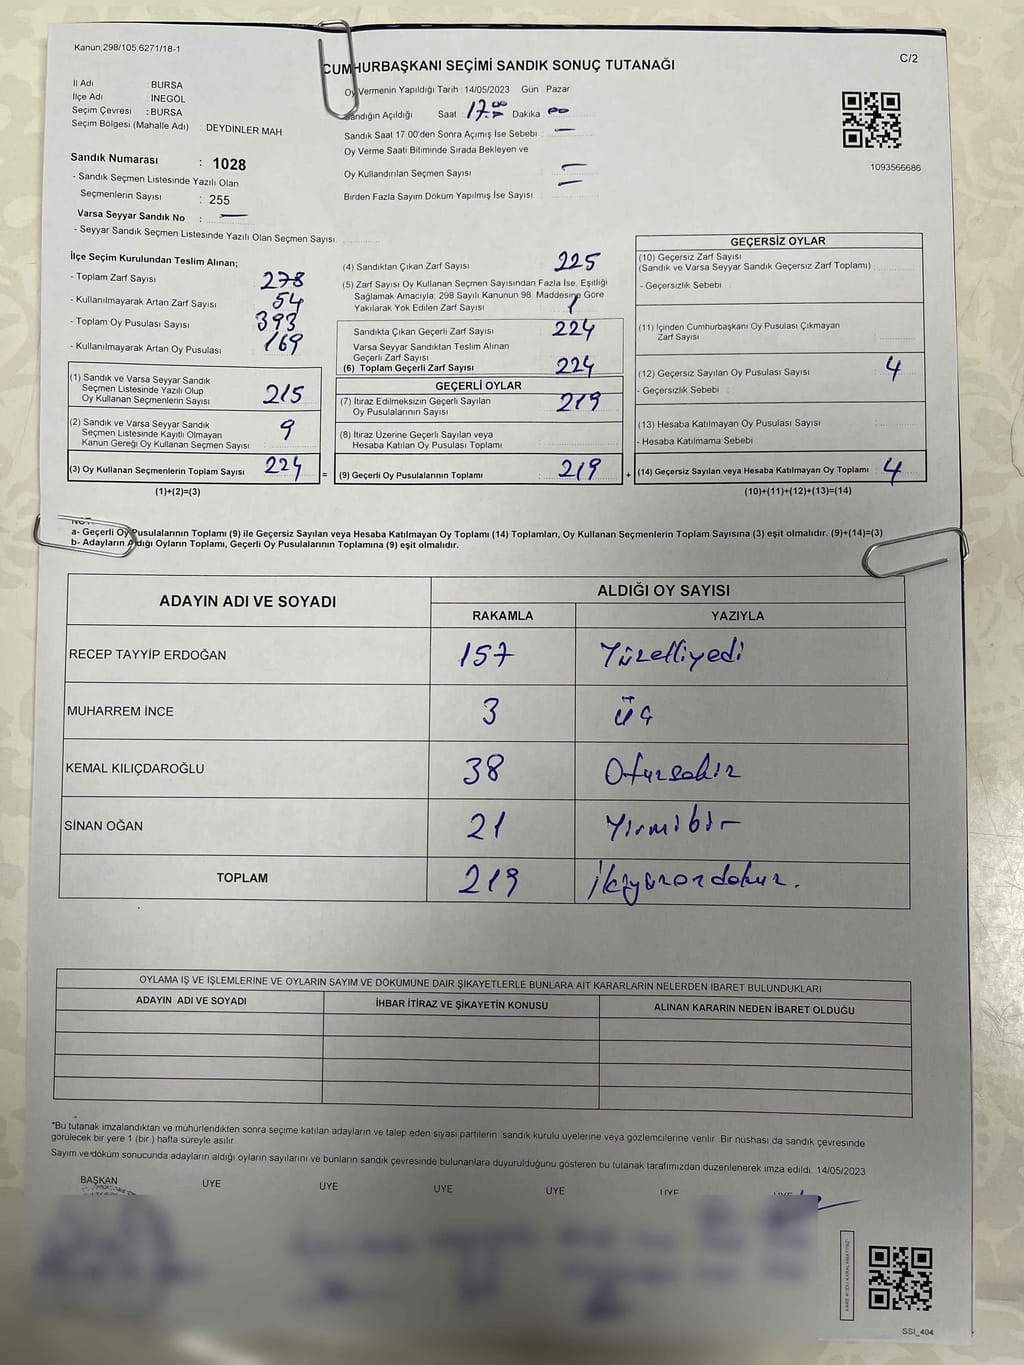 Kanun;298/105,6271/18-1
C/2
CUMHURBAŞKANI SEÇİMİ SANDIK SONUÇ TUTANAĞI
İl Adı : BURSA
İlçe Adı : İNEGÖL
Seçim Çevresi : BURSA
Seçim Bölgesi (Mahalle Adı) : DEYDİNLER MAH
Oy Vermenin Yapıldığı Tarih 14/05/2023 Gün : Pazar
Sandığın Açıldığı Saat : 17.00 Dakika : 00
Sandık Saat 17 00'den Sonra Açımış İse Sebebi : —
Oy Verme Saati Bitiminde Sırada Bekleyen ve
Oy Kullandırılan Seçmen Sayısı : —
Birden Fazla Sayım Döküm Yapılmış İse Sayısı : —
1093566686
Sandık Numarası : 1028
- Sandık Seçmen Listesinde Yazılı Olan
Seçmenlerin Sayısı : 255
Varsa Seyyar Sandık No : —
- Seyyar Sandık Seçmen Listesinde Yazılı Olan Seçmen Sayısı:
İlçe Seçim Kurulundan Teslim Alınan;
- Toplam Zarf Sayısı : 278
- Kullanılmayarak Artan Zarf Sayısı : 54
- Toplam Oy Pusulası Sayısı : 393
- Kullanılmayarak Artan Oy Pusulası : 169
(1) Sandık ve Varsa Seyyar Sandık
Seçmen Listesinde Yazılı Olup
Oy Kullanan Seçmenlerin Sayısı : 215
(2) Sandık ve Varsa Seyyar Sandık
Seçmen Listesinde Kayıtlı Olmayan
Kanun Gereği Oy Kullanan Seçmen Sayısı : 9
(3) Oy Kullanan Seçmenlerin Toplam Sayısı : 224
(1)+(2)=(3)
(4) Sandıktan Çıkan Zarf Sayısı : 225
(5) Zarf Sayısı Oy Kullanan Seçmen Sayısından Fazla İse, Eşitliği
Sağlamak Amacıyla; 298 Sayılı Kanunun 98. Maddesine Göre
Yakılarak Yok Edilen Zarf Sayısı : 1
Sandıkta Çıkan Geçerli Zarf Sayısı : 224
Varsa Seyyar Sandıktan Teslim Alınan
Geçerli Zarf Sayısı :
(6) Toplam Geçerli Zarf Sayısı : 224
=
GEÇERLİ OYLAR
(7) İtiraz Edilmeksizin Geçerli Sayılan
Oy Pusulalarının Sayısı : 219
(8) İtiraz Üzerine Geçerli Sayılan veya
Hesaba Katılan Oy Pusulası Toplamı :
(9) Geçerli Oy Pusulalarının Toplamı : 219
+
GEÇERSİZ OYLAR
(10) Geçersiz Zarf Sayısı
(Sandık ve Varsa Seyyar Sandık Geçersiz Zarf Toplamı) :
- Geçersizlik Sebebi :
(11) İçinden Cumhurbaşkanı Oy Pusulası Çıkmayan
Zarf Sayısı :
(12) Geçersiz Sayılan Oy Pusulası Sayısı : 4
- Geçersizlik Sebebi :
(13) Hesaba Katılmayan Oy Pusulası Sayısı :
- Hesaba Katılmama Sebebi :
(14) Geçersiz Sayılan veya Hesaba Katılmayan Oy Toplamı : 4
(10)+(11)+(12)+(13)=(14)
a- Geçerli Oy Pusulalarının Toplamı (9) ile Geçersiz Sayılan veya Hesaba Katılmayan Oy Toplamı (14) Toplamları, Oy Kullanan Seçmenlerin Toplam Sayısına (3) eşit olmalıdır. (9)+(14)=(3)
b- Adayların Aldığı Oyların Toplamı, Geçerli Oy Pusulalarının Toplamına (9) eşit olmalıdır.
ADAYIN ADI VE SOYADI
ALDIĞI OY SAYISI
RAKAMLA YAZIYLA
RECEP TAYYİP ERDOĞAN 157 Yüzelliyedi
MUHARREM İNCE 3 üç
KEMAL KILIÇDAROĞLU 38 Otuzsekiz
SİNAN OĞAN 21 Yirmibir
TOPLAM 219 İkiyüzondokuz.
OYLAMA İŞ VE İŞLEMLERİNE VE OYLARIN SAYIM VE DÖKÜMÜNE DAİR ŞİKAYETLERLE BUNLARA AİT KARARLARIN NELERDEN İBARET BULUNDUKLARI
ADAYIN ADI VE SOYADI İHBAR İTİRAZ VE ŞİKAYETİN KONUSU ALINAN KARARIN NEDEN İBARET OLDUĞU
*Bu tutanak imzalandıktan ve mühürlendikten sonra seçime katılan adayların ve talep eden siyasi partilerin sandık kurulu üyelerine veya gözlemcilerine verilir. Bir nüshası da sandık çevresinde
görülecek bir yere 1 (bir ) hafta süreyle asılır.
Sayım ve döküm sonucunda adayların aldığı oyların sayılarını ve bunların sandık çevresinde bulunanlara duyurulduğunu gösteren bu tutanak tarafımızdan düzenlenerek imza edildi. 14/05/2023
BAŞKAN ÜYE ÜYE ÜYE ÜYE ÜYE ÜYE
SSI_404